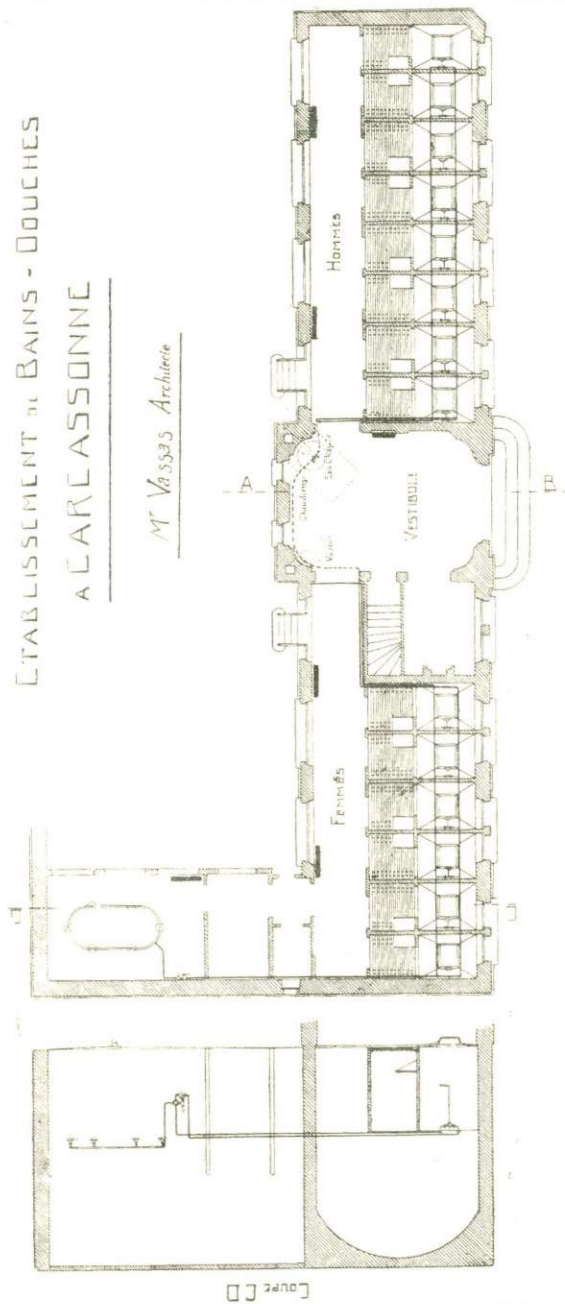 ETABLISSEMENT DE BAINS - DOUCHES
A CARCASSONNE
Mr Vassas Architecte
HOMMES
A
VESTIBULE
B
FEMMES
COUPE CD